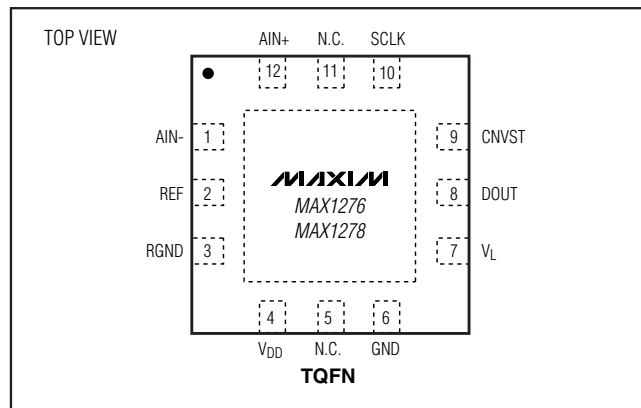 TOP VIEW
AIN+ N.C. SCLK
12 11 10
AIN- 1
9 CNVST
MAXIM
REF 2
MAX1276
8 DOUT
MAX1278
RGND 3
7 VL
4 5 6
VDD N.C. GND
TQFN